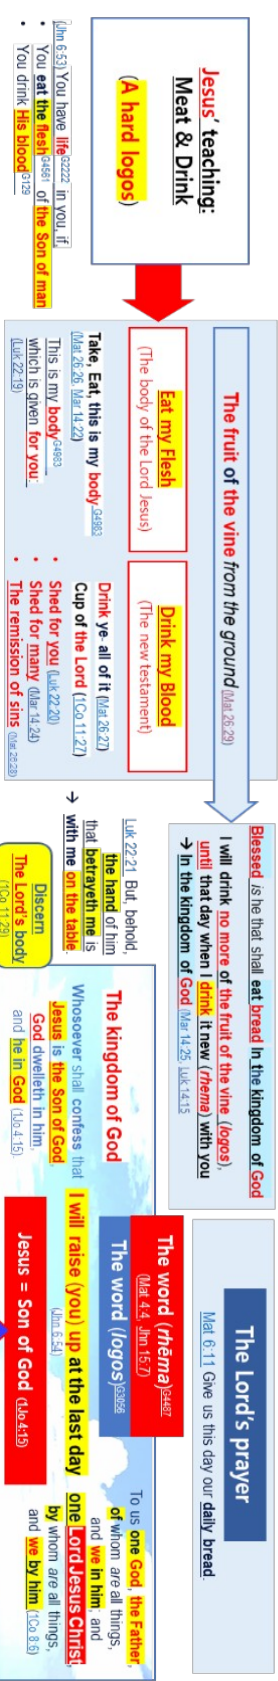 Jesus' teaching:
Meat & Drink
(A hard logos)
(Jhn 6:53) You have lifeG2222 in you, if,
• You eat the fleshG4561 of the Son of man
• You drink His bloodG129
The fruit of the vine from the ground (Mat 26:29)
Eat my Flesh
(The body of the Lord Jesus)
Take, Eat, this is my body G4983
(Mat 26:26, Mar 14:22)
This is my bodyG4983
which is given for you:
(Luk 22:19)
Drink my Blood
(The new testament)
Drink ye- all of it (Mat 26:27)
Cup of the Lord (1Co 11:27)
• Shed for you (Luk 22:20)
• Shed for many (Mar 14:24)
• The remission of sins (Mat 26:28)
Blessed is he that shall eat bread In the kingdom of God
I will drink no more of the fruit of the vine (logos),
until that day when I drink it new (rhema) with you
→ In the kingdom of God (Mar 14:25, Luk 14:15
The Lord's prayer
Mat 6:11 Give us this day our daily bread.
Luk 22:21 But, behold,
the hand of him
that betrayeth me is
→ with me on the table.
Discern
The Lord's body
(1Co 11:29)
The kingdom of God
Whosoever shall confess that
Jesus is the Son of God,
God dwelleth in him,
and he in God (1Jo 4:15).
The word (rhēma)G4487
(Mat 4:4, Jhn 15:7)
The word (logos)G3056
I will raise (you) up at the last day
(Jhn 6:54)
Jesus = Son of God (1Jo 4:15)
To us one God, the Father,
of whom are all things,
and we in him; and
one Lord Jesus Christ,
by whom are all things,
and we by him (1Co 8:6)